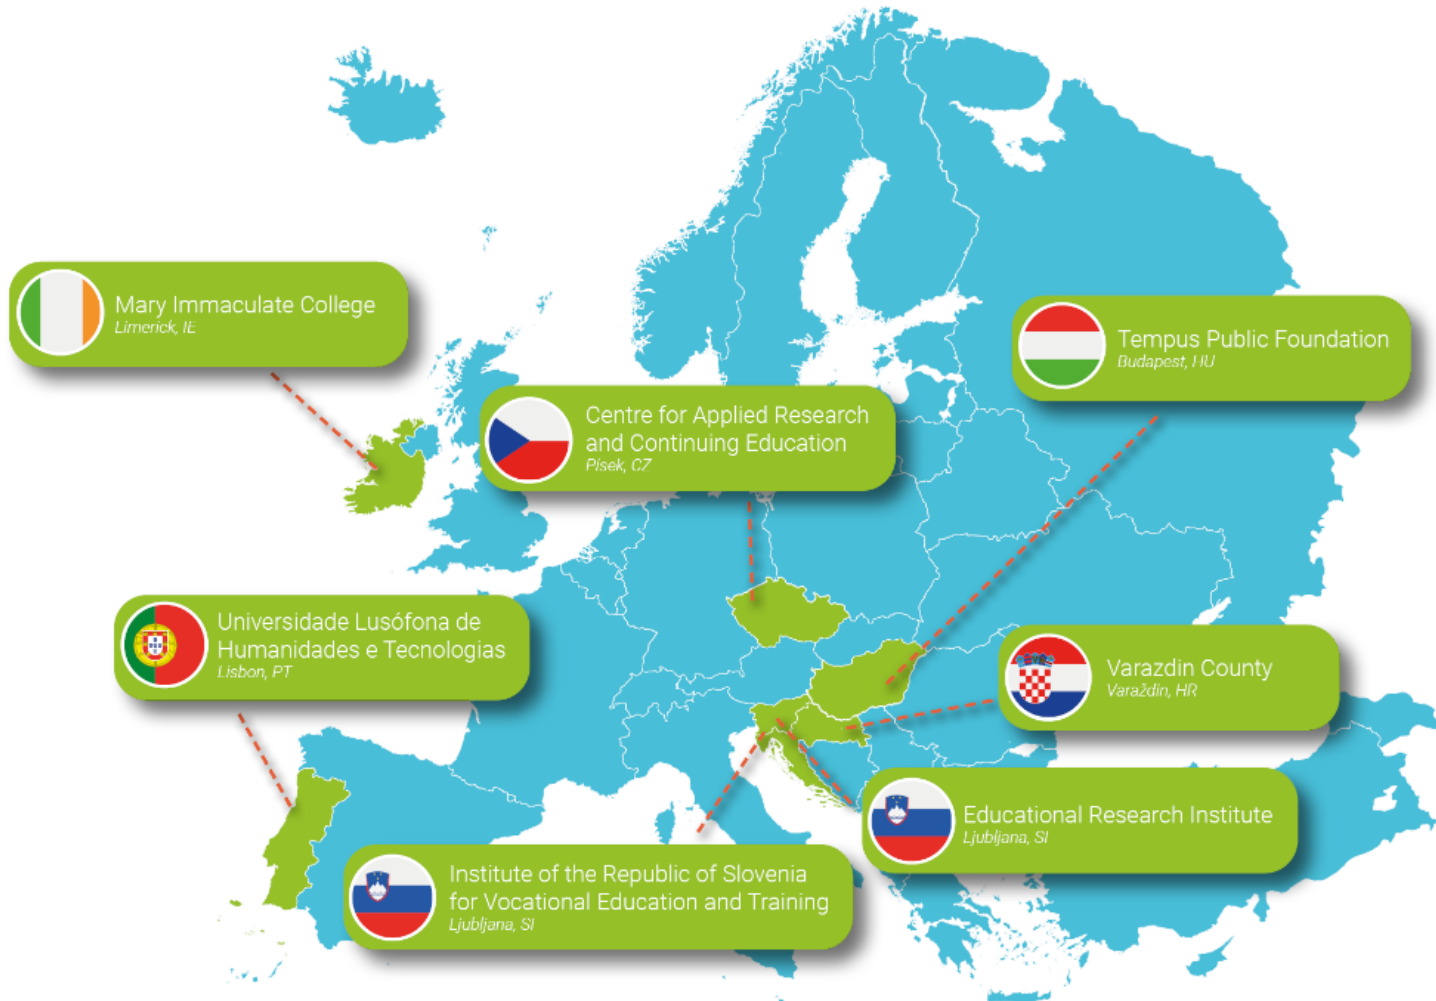 Mary Immaculate College
Limerick, IE
Tempus Public Foundation
Budapest, HU
Centre for Applied Research
and Continuing Education
Písek, CZ
Universidade Lusófona de
Humanidades e Tecnologias
Lisbon, PT
Varazdin County
Varaždin, HR
Educational Research Institute
Ljubljana, SI
Institute of the Republic of Slovenia
for Vocational Education and Training
Ljubljana, SI